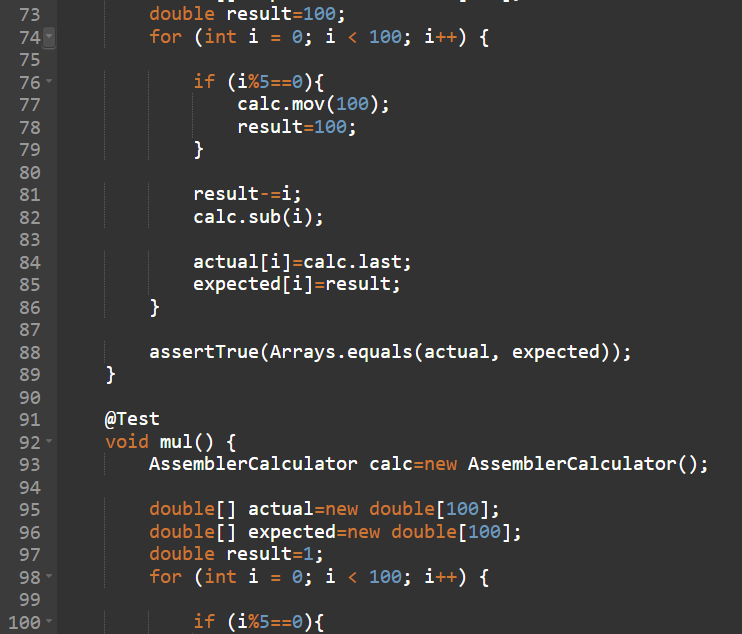 73 double result=100;
74 for (int i = 0; i < 100; i++) {
75
76 if (i%5==0){
77 calc.mov(100);
78 result=100;
79 }
80
81 result-=i;
82 calc.sub(i);
83
84 actual[i]=calc.last;
85 expected[i]=result;
86 }
87
88 assertTrue(Arrays.equals(actual, expected));
89 }
90
91 @Test
92 void mul() {
93 AssemblerCalculator calc=new AssemblerCalculator();
94
95 double[] actual=new double[100];
96 double[] expected=new double[100];
97 double result=1;
98 for (int i = 0; i < 100; i++) {
99
100 if (i%5==0){